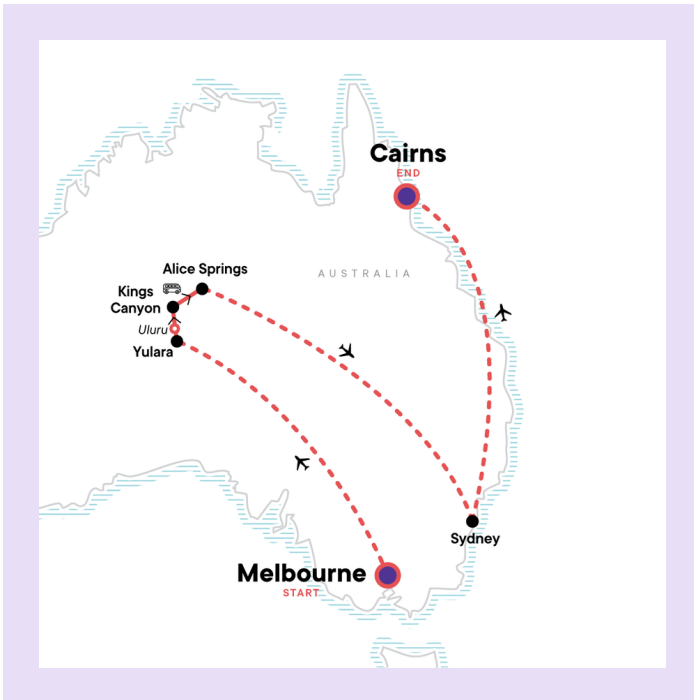 Cairns
END
AUSTRALIA
Alice Springs
Kings
Canyon
Uluru
Yulara
Sydney
Melbourne
START